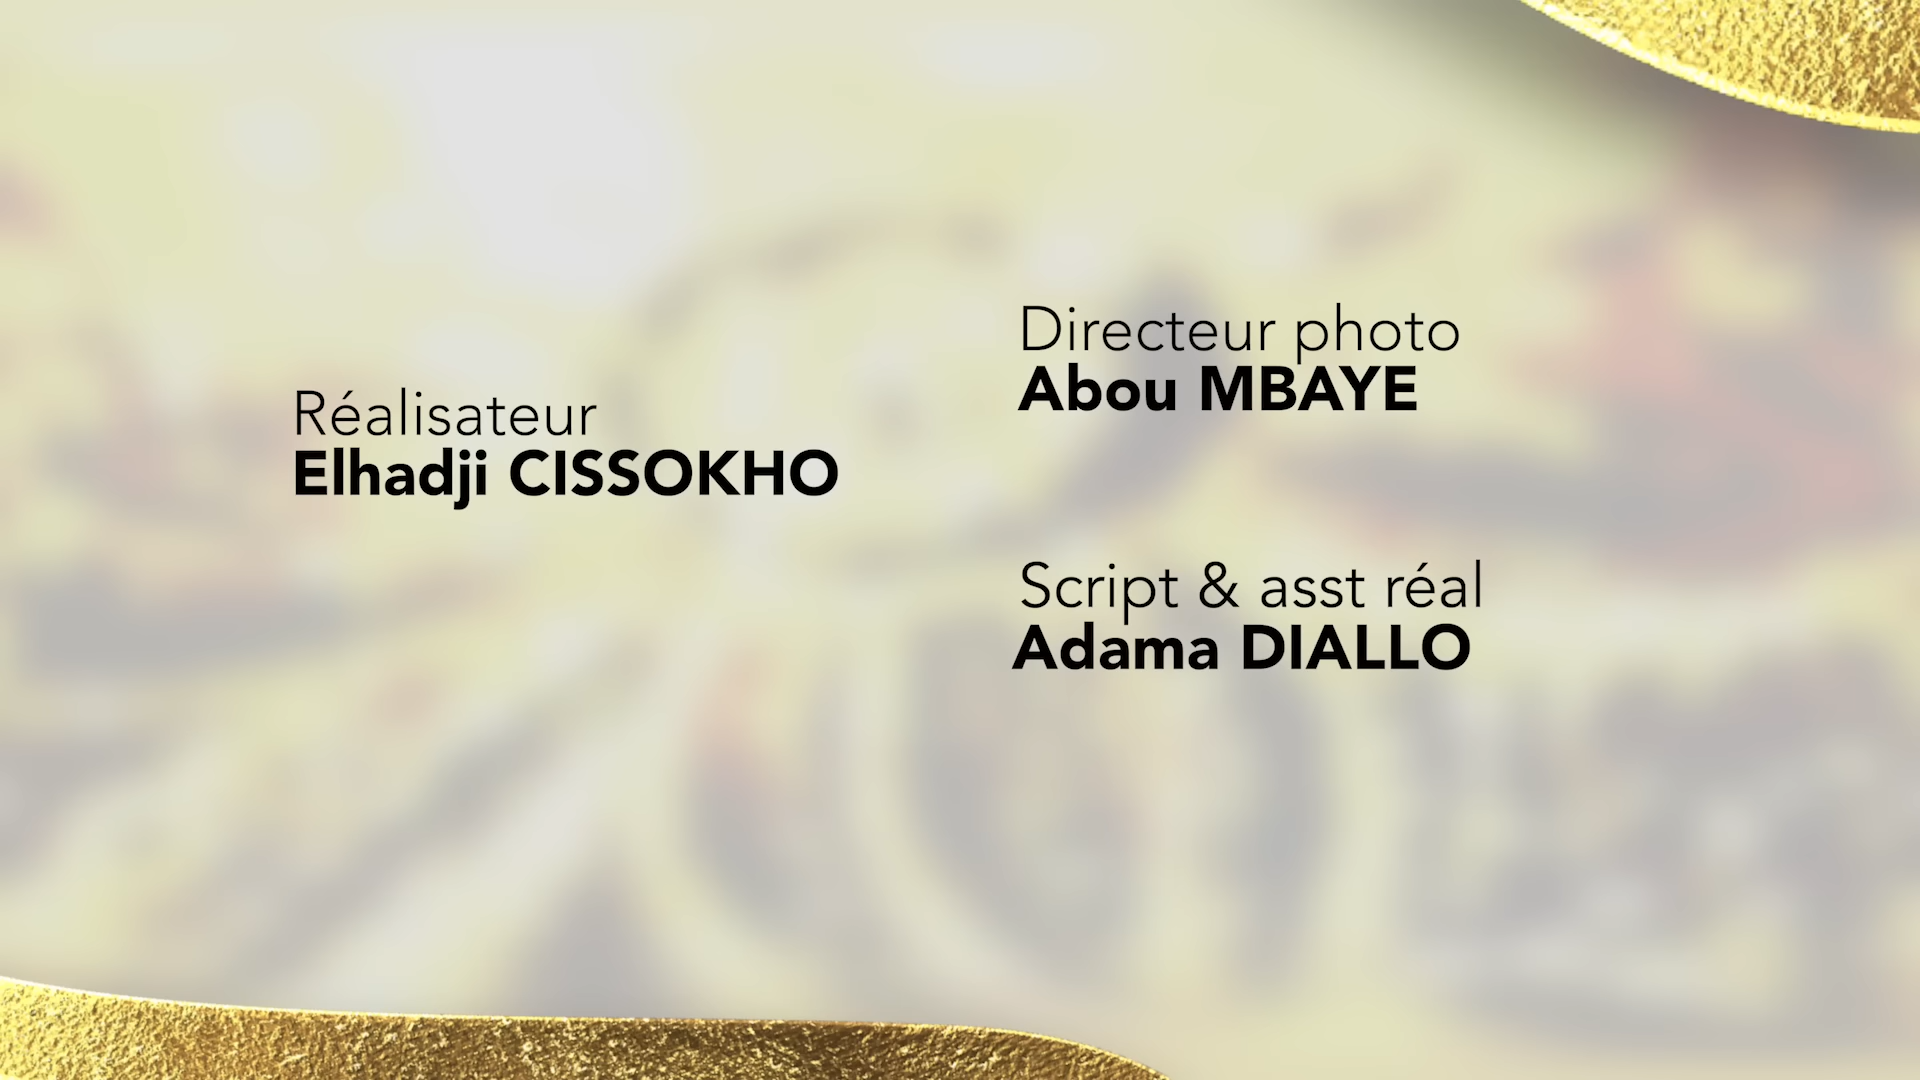 Réalisateur
Elhadji CISSOKHO
Directeur photo
Abou MBAYE
Script & asst réal
Adama DIALLO